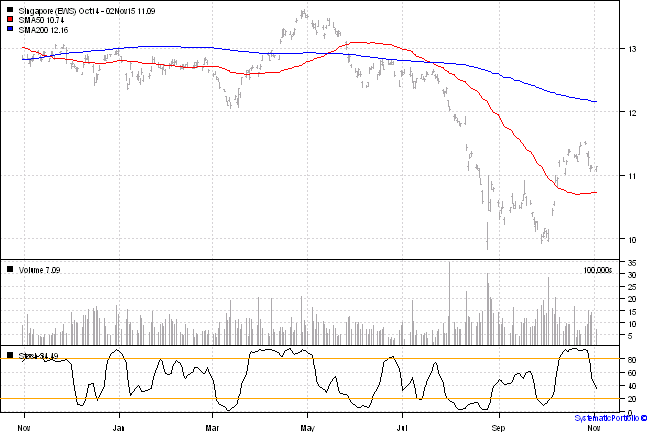 Singapore (EWS) Oct14 - 02Nov15 11.09
SMA50 10.74
SMA200 12.16
13
12
11
10
Volume 7.09
100,000s
35
30
25
20
15
10
5
80
60
40
20
0
Nov Jan Mar May Jul Sep Nov
SystematicPortfolio ©